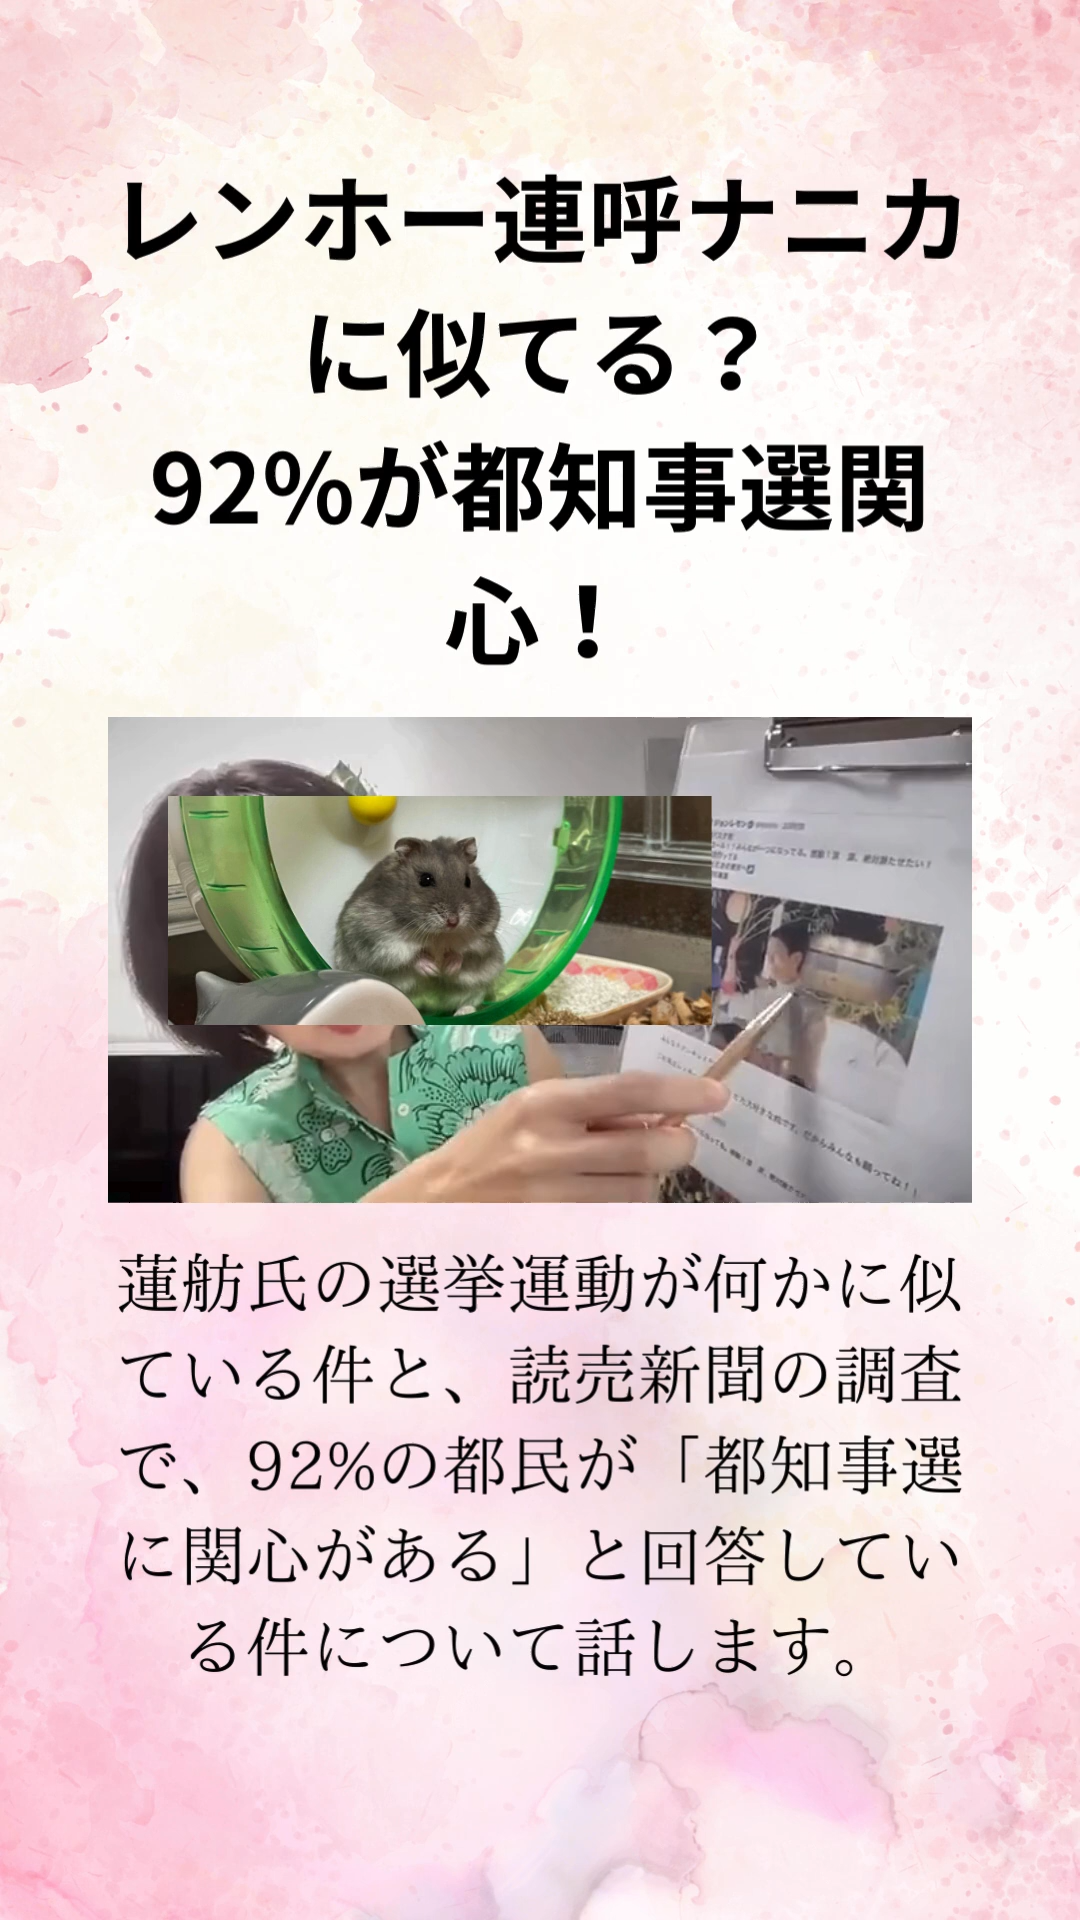 レンホー連呼ナニカ
に似てる？
92%が都知事選関
心！
蓮舫氏の選挙運動が何かに似
ている件と、読売新聞の調査
で、92%の都民が「都知事選
に関心がある」と回答してい
る件について話します。